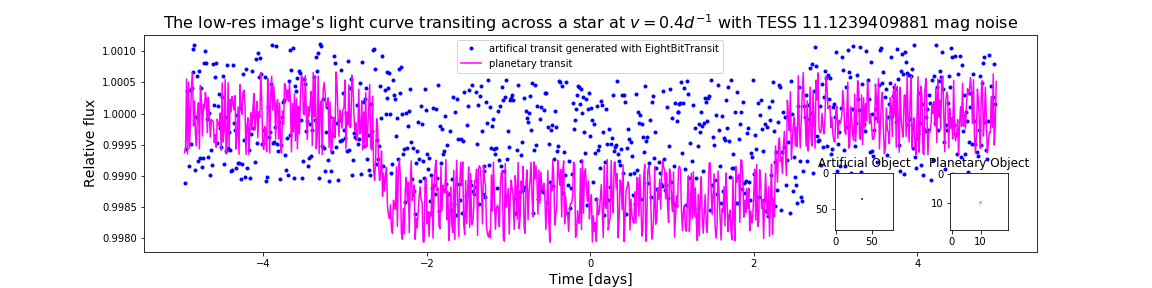 The low-res image's light curve transiting across a star at v = 0.4d⁻¹ with TESS 11.1239409881 mag noise
artifical transit generated with EightBitTransit
planetary transit
Relative flux
1.0010
1.0005
1.0000
0.9995
0.9990
0.9985
0.9980
Artificial Object
0
50
0 50
Planetary Object
0
10
0 10
−4 −2 0 2 4
Time [days]